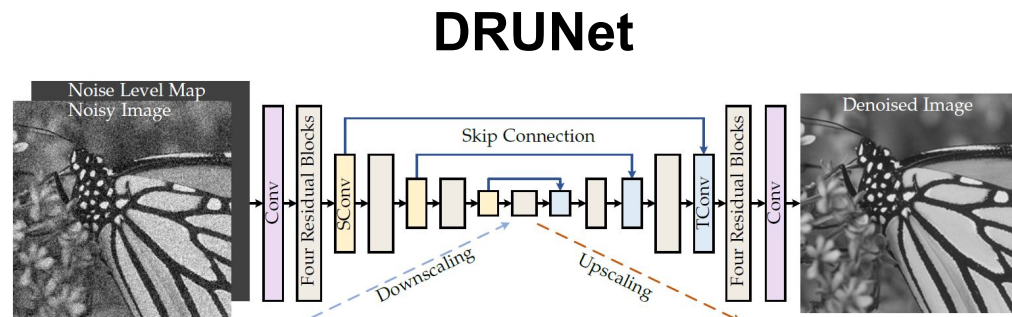 DRUNet
Noise Level Map
Noisy Image
Conv
Four Residual Blocks
SConv
Skip Connection
Downscaling
Upscaling
TConv
Four Residual Blocks
Conv
Denoised Image